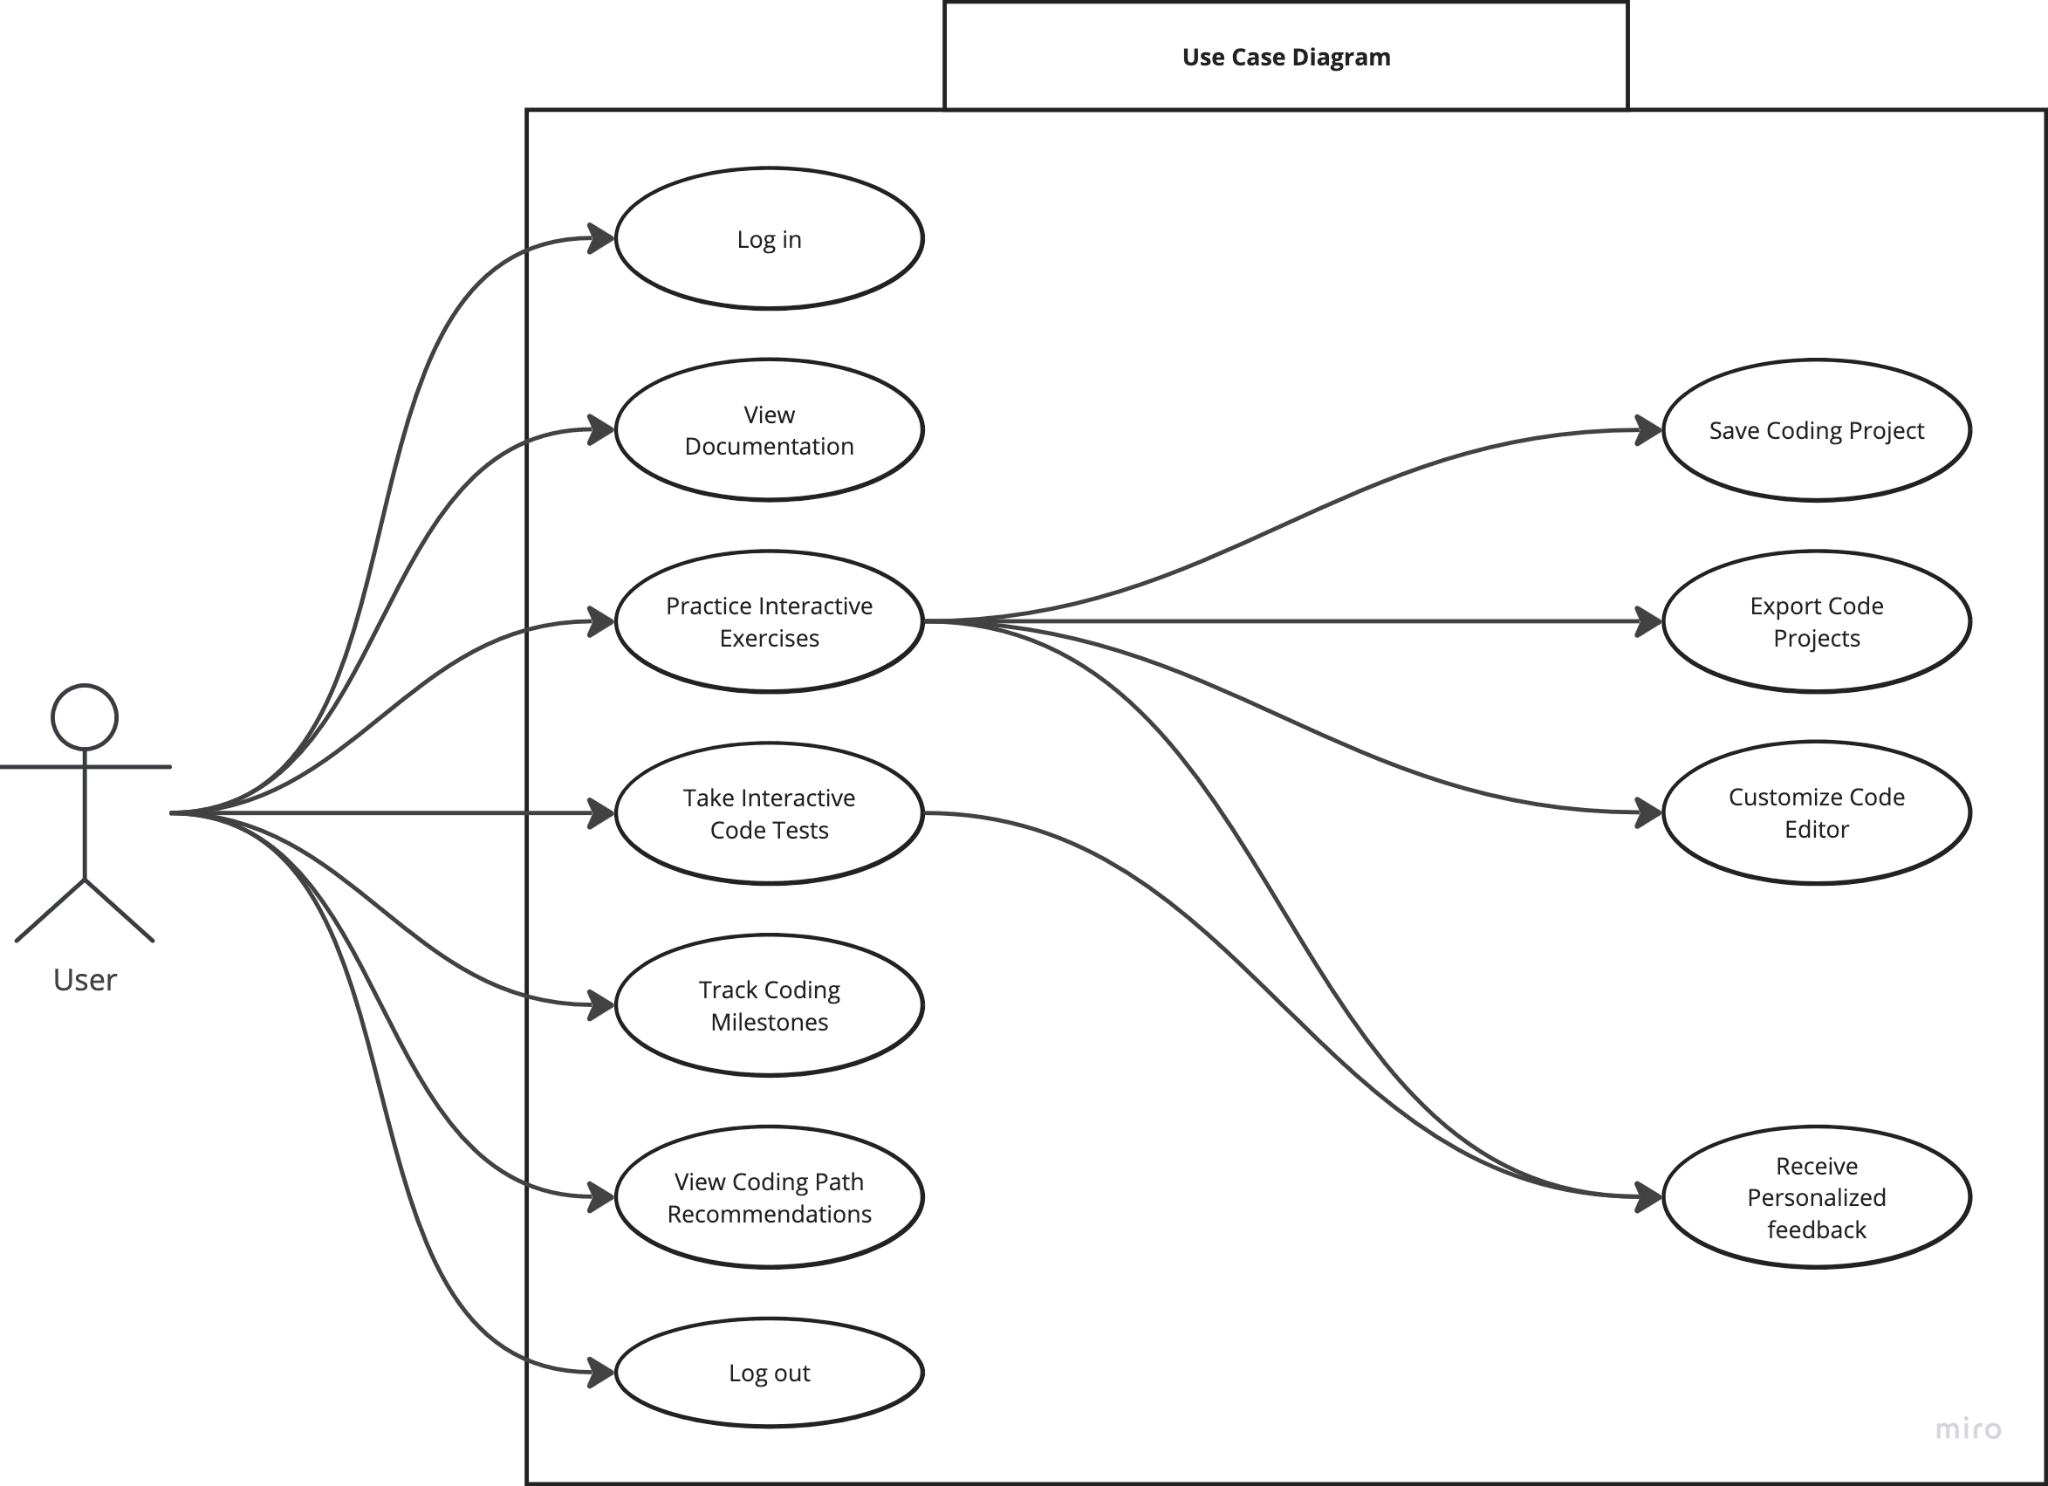 Use Case Diagram
Log in
View
Documentation
Practice Interactive
Exercises
Take Interactive
Code Tests
Track Coding
Milestones
View Coding Path
Recommendations
Log out
Save Coding Project
Export Code
Projects
Customize Code
Editor
Receive
Personalized
feedback
User
miro